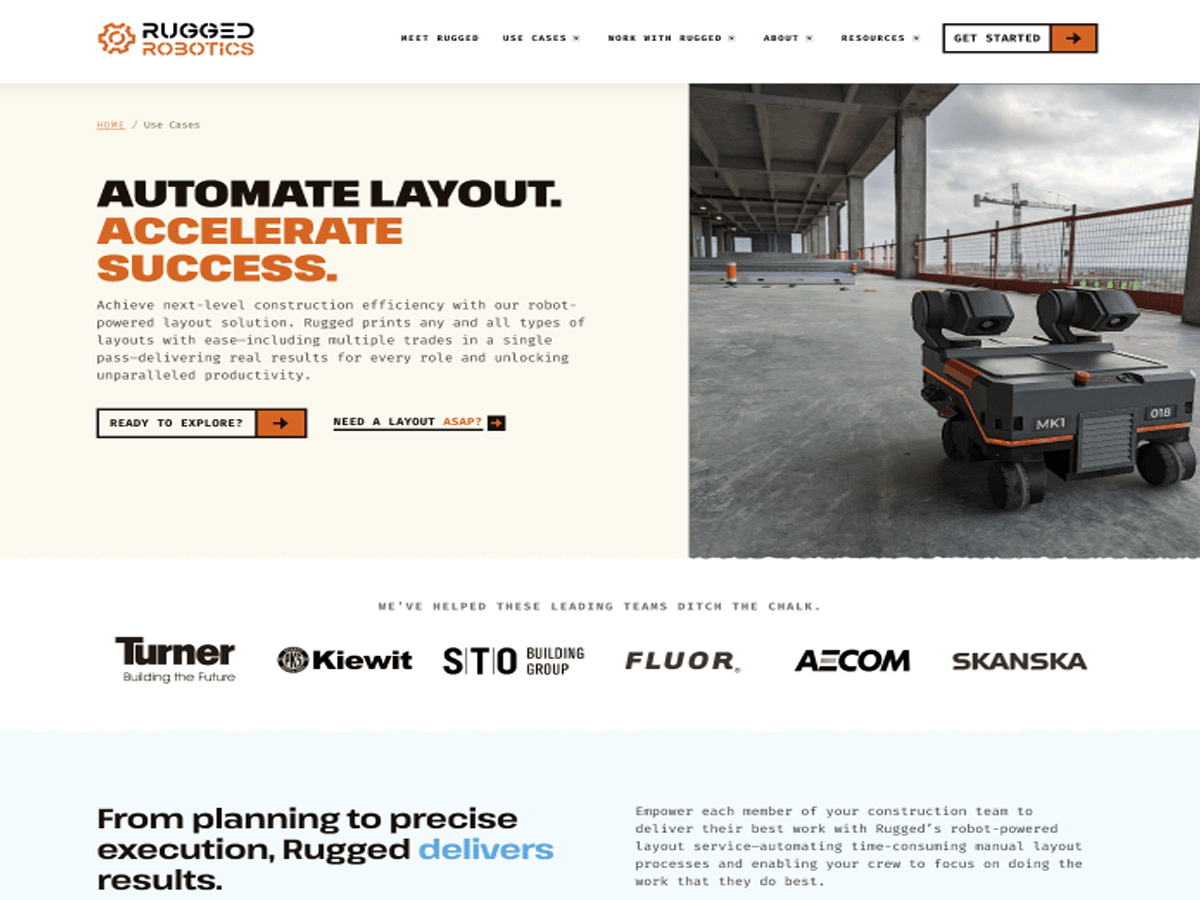 RUGGED
ROBOTICS
MEET RUGGED
USE CASES
WORK WITH RUGGED
ABOUT
RESOURCES
GET STARTED
HOME / Use Cases
AUTOMATE LAYOUT.
ACCELERATE
SUCCESS.
Achieve next-level construction efficiency with our robot-
powered layout solution. Rugged prints any and all types of
layouts with ease—including multiple trades in a single
pass—delivering real results for every role and unlocking
unparalleled productivity.
READY TO EXPLORE?
NEED A LAYOUT ASAP?
MK1
018
WE'VE HELPED THESE LEADING TEAMS DITCH THE CHALK.
Turner
Building the Future
PKS Kiewit
STO BUILDING
GROUP
FLUOR®
AECOM
SKANSKA
From planning to precise
execution, Rugged delivers
results.
Empower each member of your construction team to
deliver their best work with Rugged's robot-powered
layout service—automating time-consuming manual layout
processes and enabling your crew to focus on doing the
work that they do best.